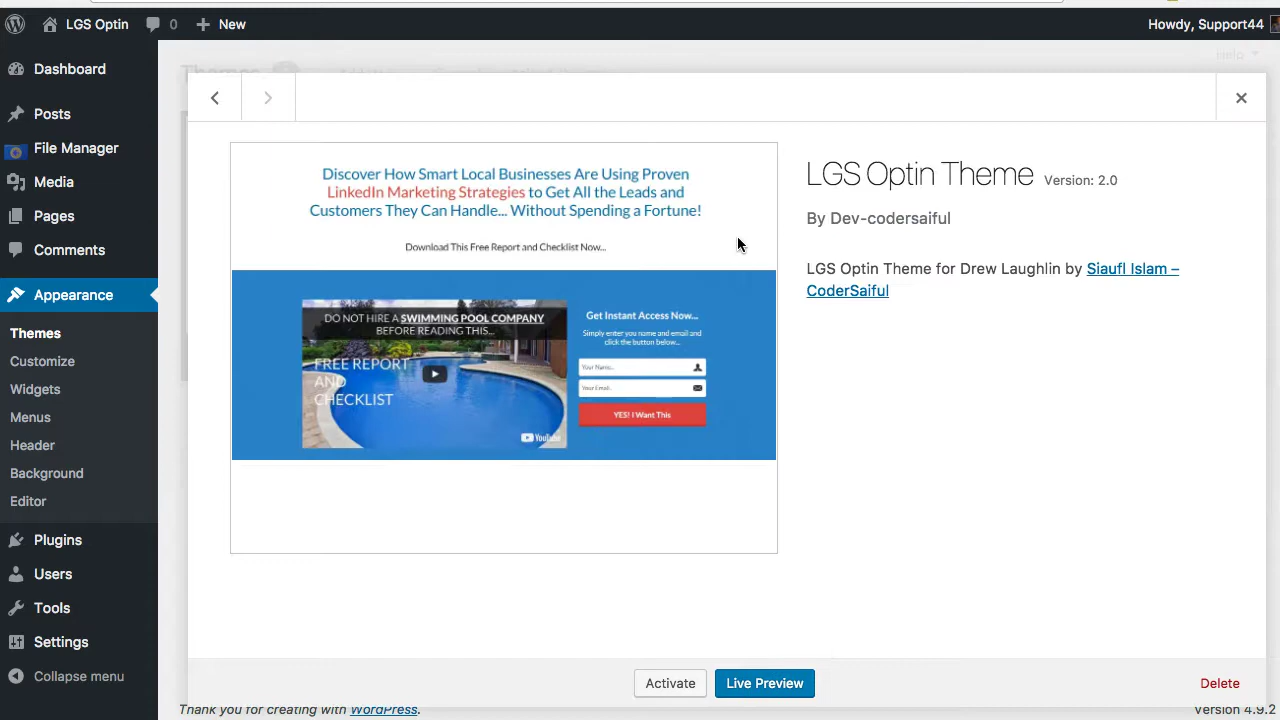 LGS Optin
0
New
Howdy, Support44
Dashboard
Posts
File Manager
Media
Pages
Comments
Appearance
Themes
Customize
Widgets
Menus
Header
Background
Editor
Plugins
Users
Tools
Settings
Collapse menu
Themes
Help
Discover How Smart Local Businesses Are Using Proven
LinkedIn Marketing Strategies to Get All the Leads and
Customers They Can Handle... Without Spending a Fortune!
Download This Free Report and Checklist Now...
DO NOT HIRE A SWIMMING POOL COMPANY
BEFORE READING THIS...
FREE REPORT
AND
CHECKLIST
YouTube
Get Instant Access Now...
Simply enter you name and email and
click the button below...
Your Name...
Your Email..
YES! I Want This
LGS Optin Theme Version: 2.0
By Dev-codersaiful
LGS Optin Theme for Drew Laughlin by Siaufl Islam –
CoderSaiful
Activate
Live Preview
Delete
Thank you for creating with WordPress.
Version 4.9.2